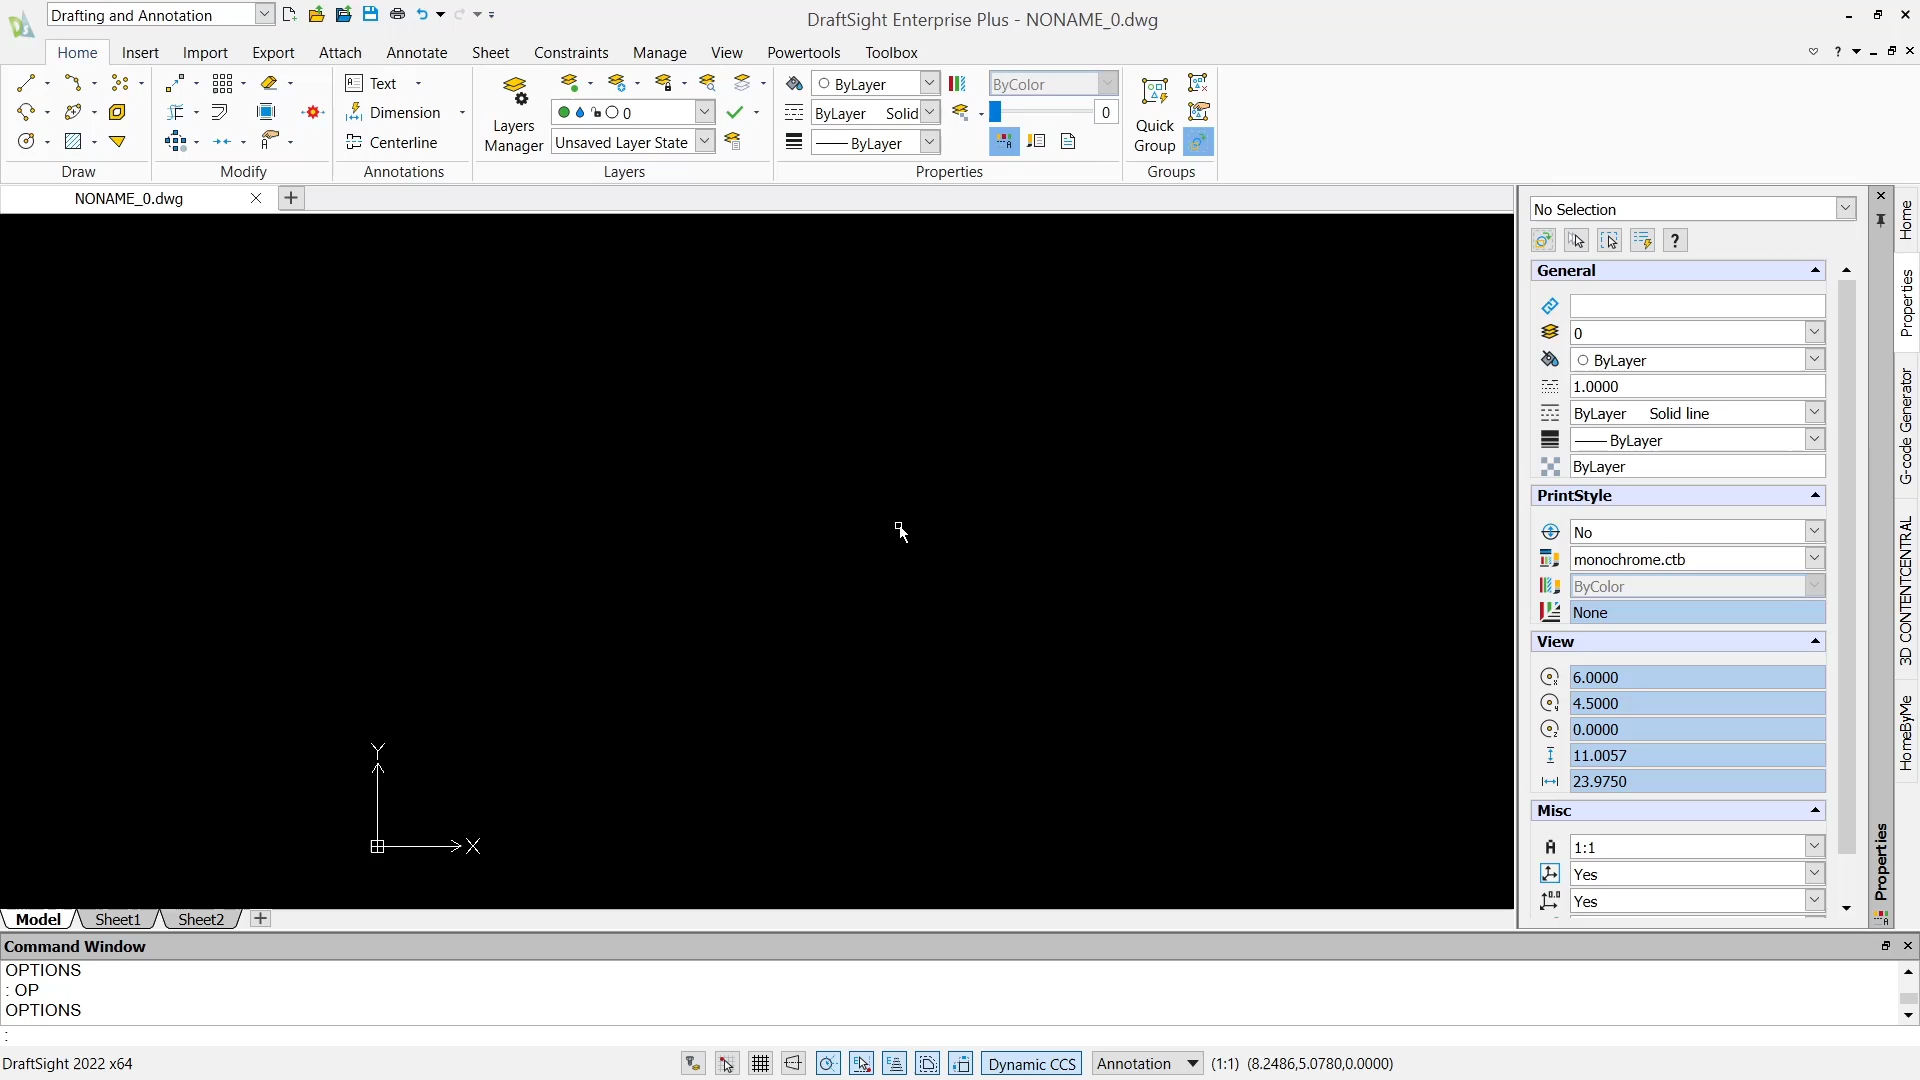 Drafting and Annotation
DraftSight Enterprise Plus - NONAME_0.dwg
Home Insert Import Export Attach Annotate Sheet Constraints Manage View Powertools Toolbox
?
Text
Dimension
Centerline
Layers
Manager
0
Unsaved Layer State
ByLayer
ByLayer Solid
ByLayer
ByColor
0
Quick
Group
Draw Modify Annotations Layers Properties Groups
NONAME_0.dwg
Y
X
No Selection
?
General
0
ByLayer
1.0000
ByLayer Solid line
ByLayer
ByLayer
PrintStyle
No
monochrome.ctb
ByColor
None
View
6.0000
4.5000
0.0000
11.0057
23.9750
Misc
1:1
Yes
Yes
Properties
Home
Properties
G-code Generator
3D CONTENTCENTRAL
HomeByMe
Model Sheet1 Sheet2
Command Window
OPTIONS
: OP
OPTIONS
:
DraftSight 2022 x64
Dynamic CCS Annotation (1:1) (8.2486,5.0780,0.0000)